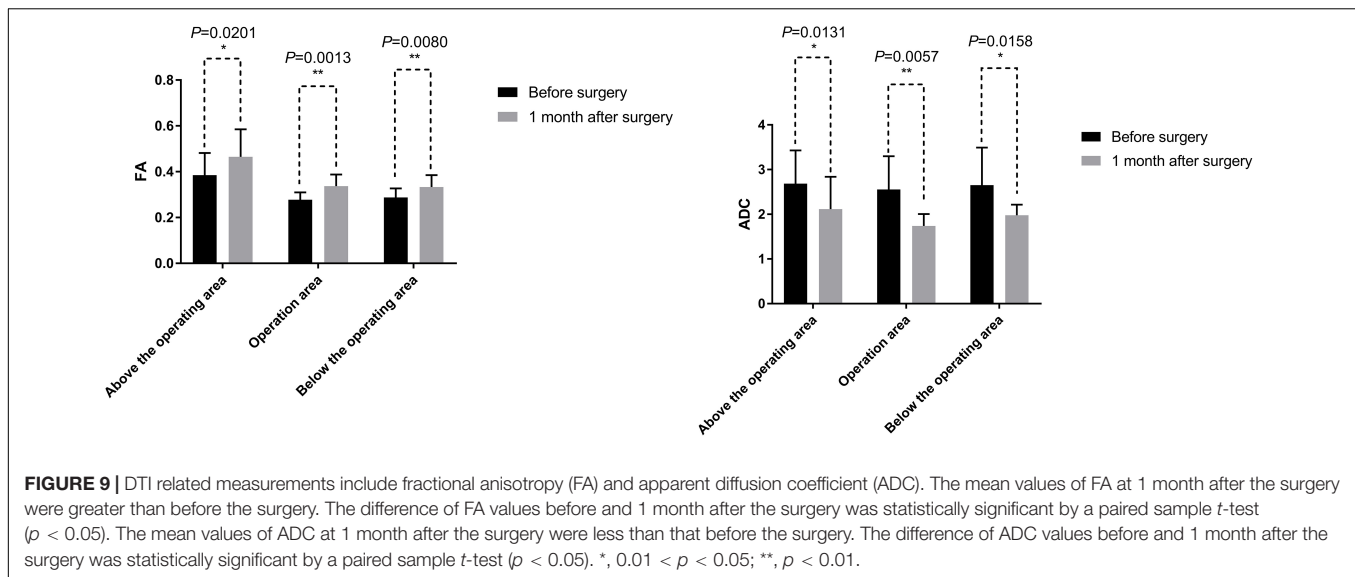 P=0.0201
*
P=0.0013
**
P=0.0080
**
0.8
0.6
0.4
0.2
0.0
FA
Before surgery
1 month after surgery
Above the operating area
Operation area
Below the operating area
P=0.0131
*
P=0.0057
**
P=0.0158
*
4
3
2
1
0
ADC
Before surgery
1 month after surgery
Above the operating area
Operation area
Below the operating area
FIGURE 9 | DTI related measurements include fractional anisotropy (FA) and apparent diffusion coefficient (ADC). The mean values of FA at 1 month after the surgery
were greater than before the surgery. The difference of FA values before and 1 month after the surgery was statistically significant by a paired sample t-test
(p < 0.05). The mean values of ADC at 1 month after the surgery were less than that before the surgery. The difference of ADC values before and 1 month after the
surgery was statistically significant by a paired sample t-test (p < 0.05). *, 0.01 < p < 0.05; **, p < 0.01.